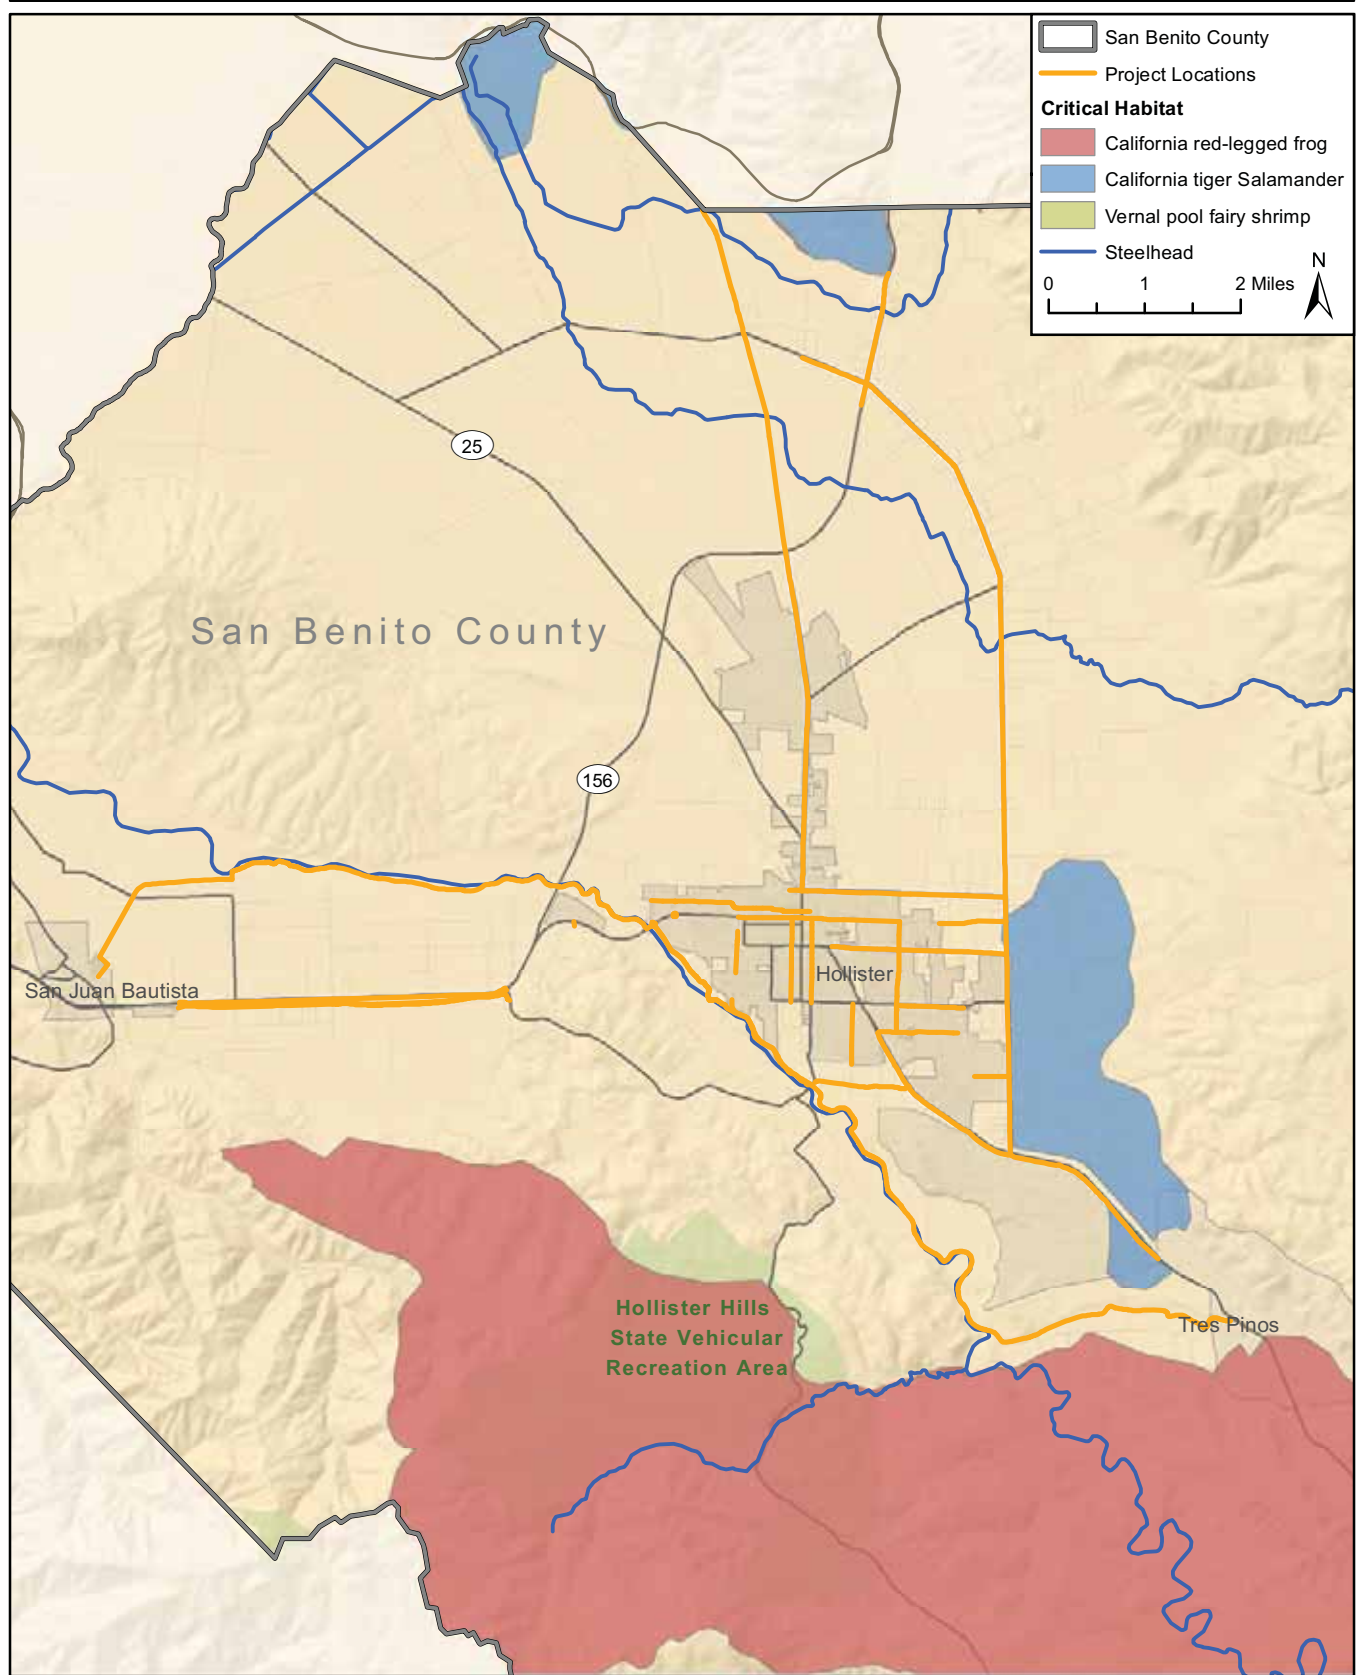 San Benito County
Project Locations
Critical Habitat
California red-legged frog
California tiger Salamander
Vernal pool fairy shrimp
Steelhead
N
0 1 2 Miles
25
San Benito County
156
Hollister
San Juan Bautista
Hollister Hills
State Vehicular
Recreation Area
Tres Pinos